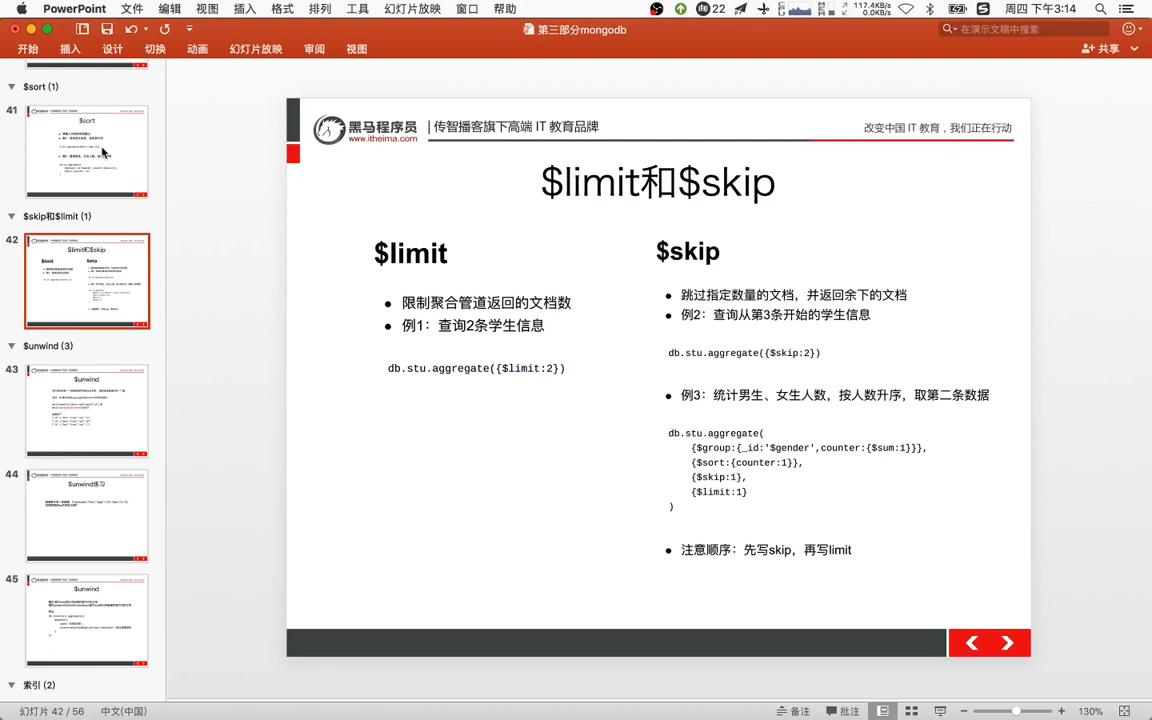 PowerPoint 文件 编辑 视图 插入 格式 排列 工具 幻灯片放映 窗口 帮助 22 117.4KB/s 0.0KB/s 周四 下午3:14
第三部分mongodb
在演示文稿中搜索
开始 插入 设计 切换 动画 幻灯片放映 审阅 视图
共享
$sort (1)
41
$sort
$skip和$limit (1)
42
$limit和$skip
$limit
$skip
$unwind (3)
43
$unwind
44
$unwind练习
45
$unwind
索引 (2)
黑马程序员
www.itheima.com
传智播客旗下高端 IT 教育品牌
改变中国 IT 教育，我们正在行动
$limit和$skip
$limit
● 限制聚合管道返回的文档数
● 例1：查询2条学生信息
db.stu.aggregate({$limit:2})
$skip
● 跳过指定数量的文档，并返回余下的文档
● 例2：查询从第3条开始的学生信息
db.stu.aggregate({$skip:2})
● 例3：统计男生、女生人数，按人数升序，取第二条数据
db.stu.aggregate(
{$group:{_id:'$gender',counter:{$sum:1}}},
{$sort:{counter:1}},
{$skip:1},
{$limit:1}
)
● 注意顺序：先写skip，再写limit
幻灯片 42 / 56 中文(中国)
备注 批注 130%